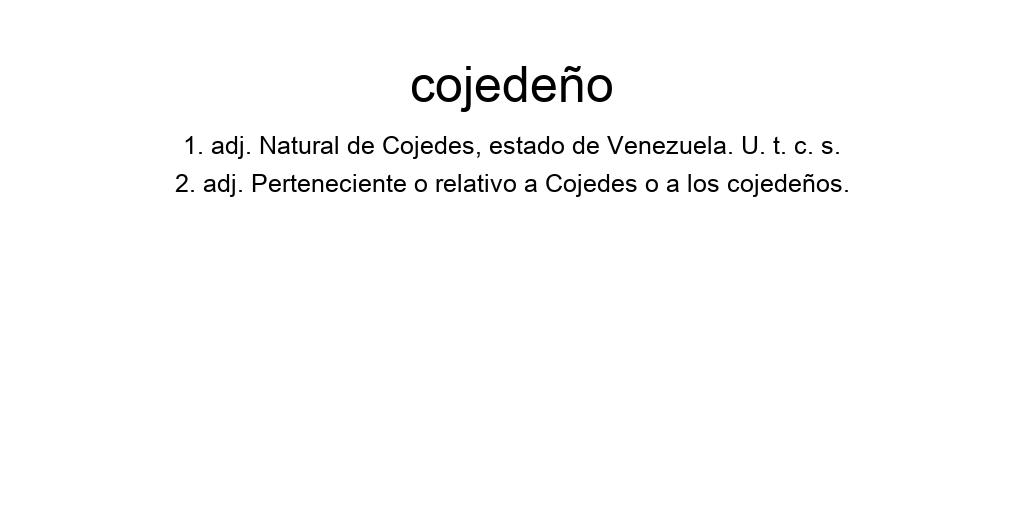 cojedeño
1. adj. Natural de Cojedes, estado de Venezuela. U. t. c. s.
2. adj. Perteneciente o relativo a Cojedes o a los cojedeños.